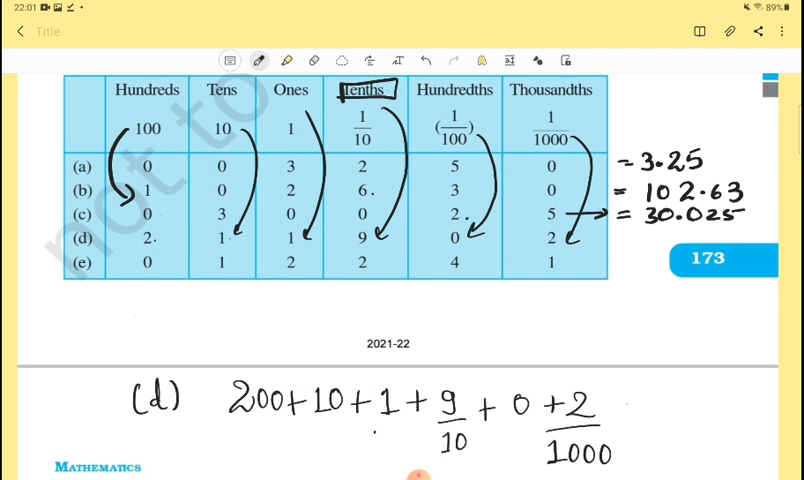 22:01 89%
Title
Hundreds Tens Ones Tenths Hundredths Thousandths
100 10 1 1/10 (1/100) 1/1000
(a) 0 0 3 2 5 0 = 3.25
(b) 1 0 2 6 . 3 0 = 102.63
(c) 0 3 0 0 2 . 5 = 30.025
(d) 2 . 1 1 9 0 2
(e) 0 1 2 2 4 1
173
not to
2021-22
(d) 200+10+1+9/10+0+2/1000
MATHEMATICS